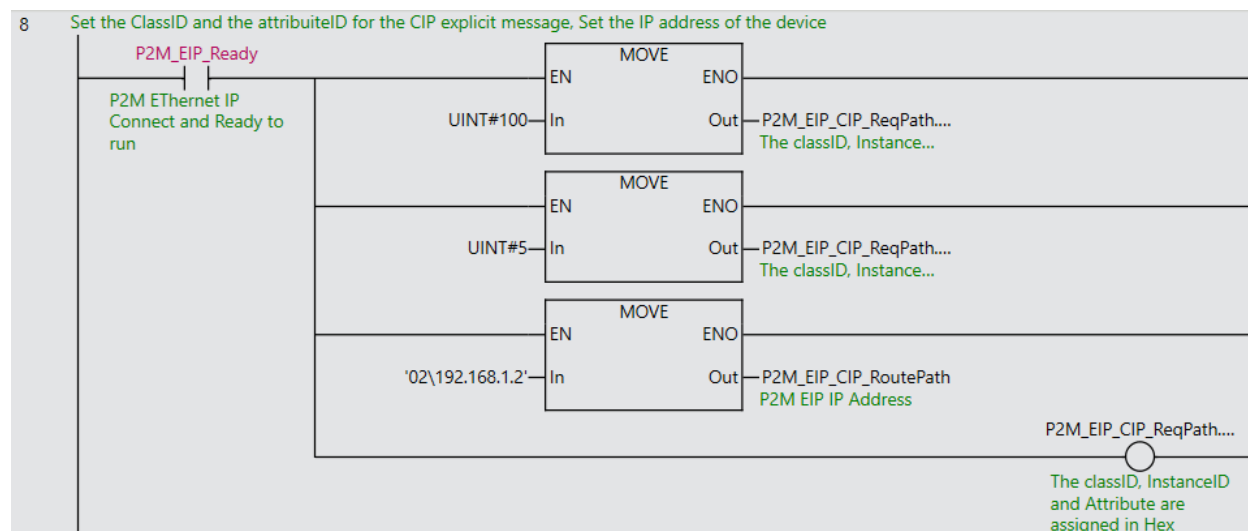 8 Set the ClassID and the attribuiteID for the CIP explicit message, Set the IP address of the device
P2M_EIP_Ready
P2M EThernet IP
Connect and Ready to
run
MOVE
EN ENO
UINT#100 In Out P2M_EIP_CIP_ReqPath....
The classID, Instance...
MOVE
EN ENO
UINT#5 In Out P2M_EIP_CIP_ReqPath....
The classID, Instance...
MOVE
EN ENO
'02\192.168.1.2' In Out P2M_EIP_CIP_RoutePath
P2M EIP IP Address
P2M_EIP_CIP_ReqPath....
The classID, InstanceID
and Attribute are
assigned in Hex